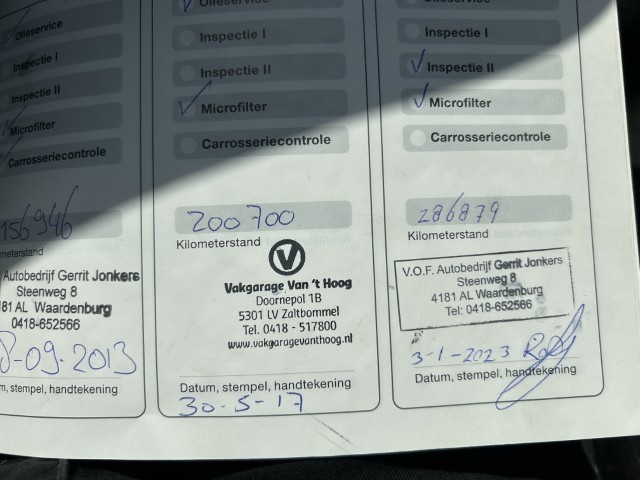 Olieservice
Inspectie I
Inspectie II
Microfilter
Carrosseriecontrole
156946
Autobedrijf Gerrit Jonkers
Steenweg 8
4181 AL Waardenburg
0418-652566
8-09-2013
stempel, handtekening
Olieservice
Inspectie I
Inspectie II
Microfilter
Carrosseriecontrole
200 700
Kilometerstand
Vakgarage Van 't Hoog
Doornepol 1B
5301 LV Zaltbommel
Tel. 0418 - 517800
www.vakgaragevanthoog.nl
Datum, stempel, handtekening
30-5-17
Inspectie I
Inspectie II
Microfilter
Carrosseriecontrole
286879
Kilometerstand
V.O.F. Autobedrijf Gerrit Jonkers
Steenweg 8
4181 AL Waardenburg
Tel: 0418-652566
3-1-2023
Datum, stempel, handtekening